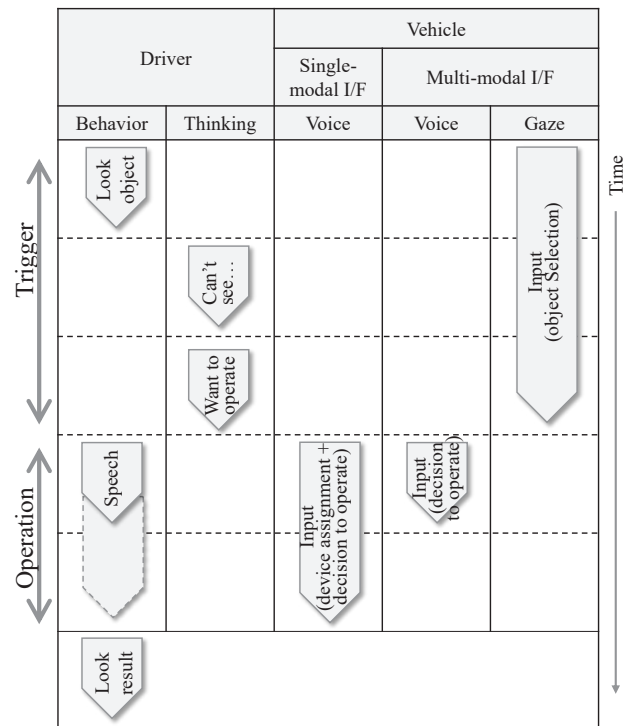 Driver
Vehicle
Single-
modal I/F
Multi-modal I/F
Behavior
Thinking
Voice
Voice
Gaze
Time
Trigger
Look
object
Can't
see…
Want to
operate
Input
(object Selection)
Operation
Speech
Input
(device assignment +
decision to operate)
Input
(decision
to operate)
Look
result